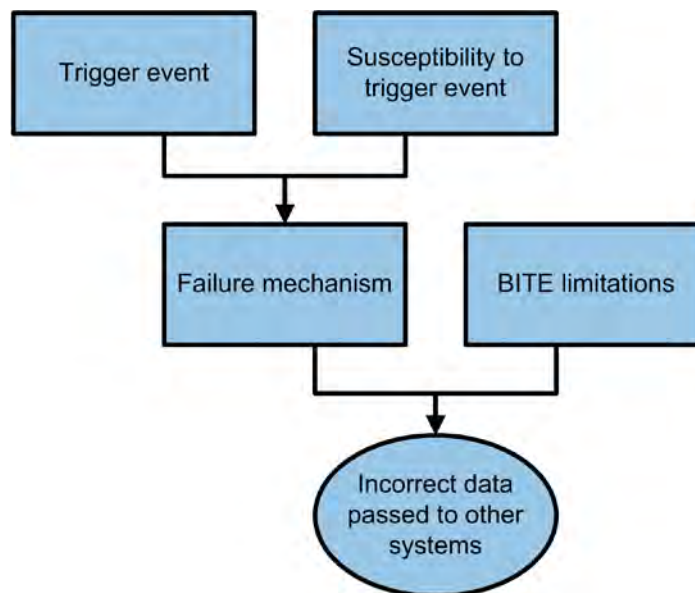 Trigger event
Susceptibility to
trigger event
Failure mechanism
BITE limitations
Incorrect data
passed to other
systems